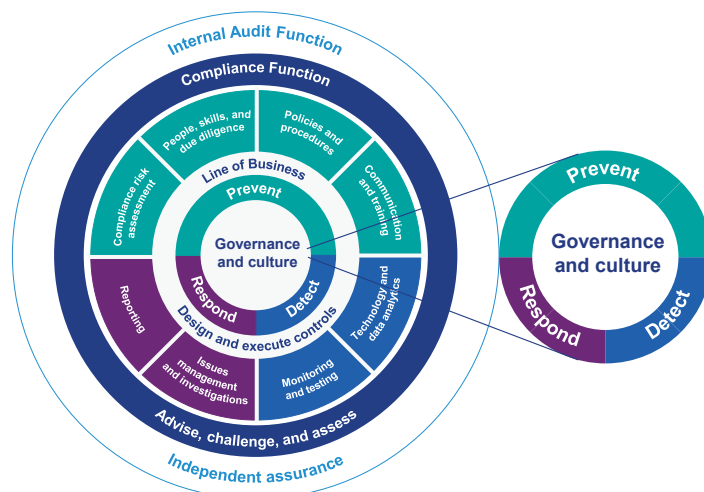 Internal Audit Function
Compliance Function
People, skills, and
due diligence
Policies and
procedures
Compliance risk
assessment
Communication
and training
Line of Business
Prevent
Governance
and culture
Respond
Detect
Design and execute controls
Reporting
Technology and
data analytics
Issues
management
and investigations
Monitoring
and testing
Advise, challenge, and assess
Independent assurance
Prevent
Governance
and culture
Respond
Detect